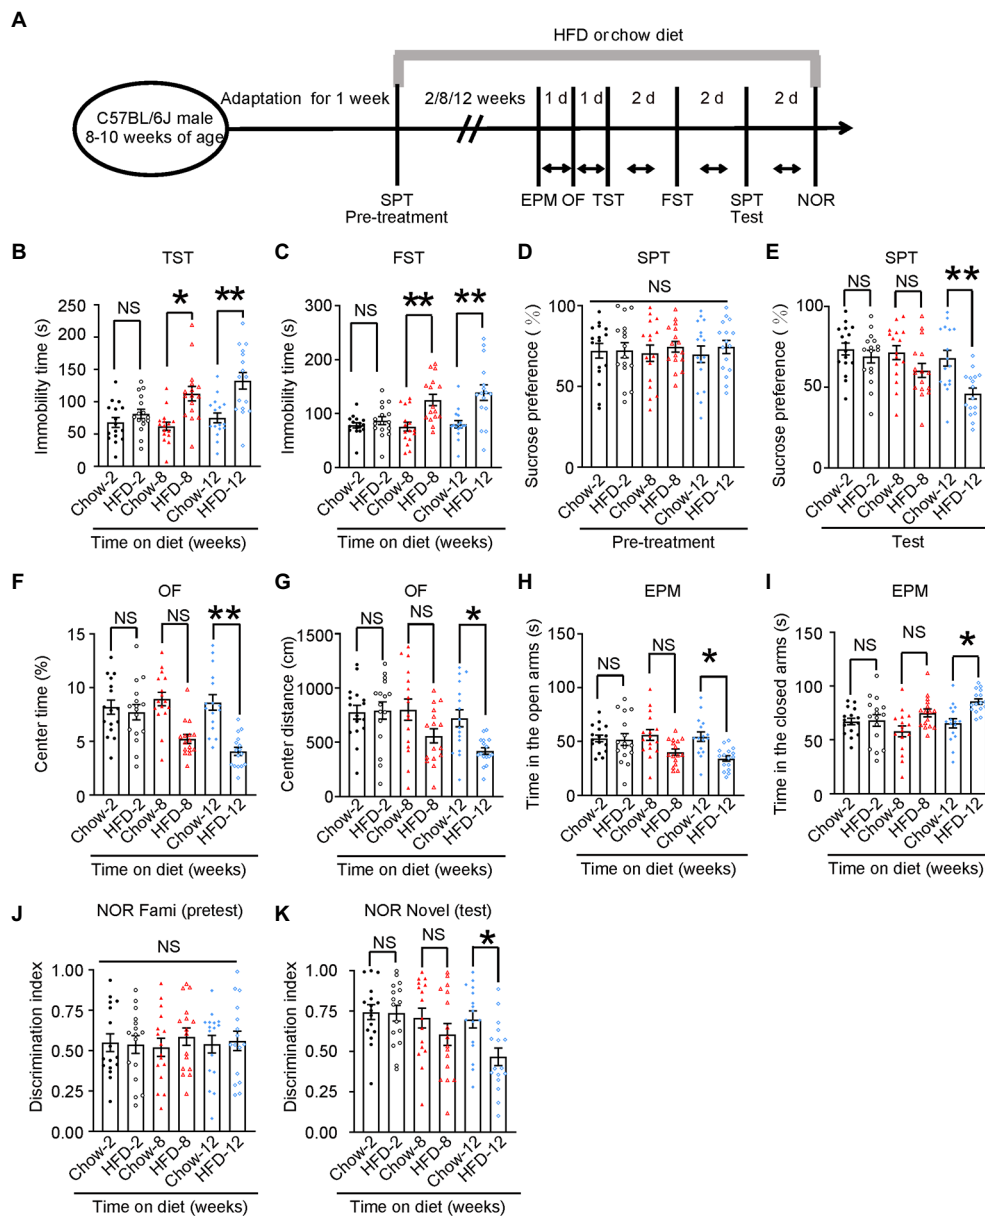 A
HFD or chow diet
Adaptation for 1 week
2/8/12 weeks
1 d
1 d
2 d
2 d
2 d
C57BL/6J male
8-10 weeks of age
SPT
Pre-treatment
EPM
OF
TST
FST
SPT
Test
NOR
B
TST
NS
*
**
Immobility time (s)
250
200
150
100
50
0
Chow-2
HFD-2
Chow-8
HFD-8
Chow-12
HFD-12
Time on diet (weeks)
C
FST
NS
**
**
Immobility time (s)
300
200
100
0
Chow-2
HFD-2
Chow-8
HFD-8
Chow-12
HFD-12
Time on diet (weeks)
D
SPT
NS
Sucrose preference (%)
100
50
0
Chow-2
HFD-2
Chow-8
HFD-8
Chow-12
HFD-12
Pre-treatment
E
SPT
NS
NS
**
Sucrose preference (%)
100
50
0
Chow-2
HFD-2
Chow-8
HFD-8
Chow-12
HFD-12
Test
F
OF
NS
NS
**
Center time (%)
15
10
5
0
Chow-2
HFD-2
Chow-8
HFD-8
Chow-12
HFD-12
Time on diet (weeks)
G
OF
NS
NS
*
Center distance (cm)
1500
1000
500
0
Chow-2
HFD-2
Chow-8
HFD-8
Chow-12
HFD-12
Time on diet (weeks)
H
EPM
NS
NS
*
Time in the open arms (s)
150
100
50
0
Chow-2
HFD-2
Chow-8
HFD-8
Chow-12
HFD-12
Time on diet (weeks)
I
EPM
NS
NS
*
Time in the closed arms (s)
150
100
50
0
Chow-2
HFD-2
Chow-8
HFD-8
Chow-12
HFD-12
Time on diet (weeks)
J
NOR Fami (pretest)
NS
Discrimination index
1.00
0.75
0.50
0.25
0.00
Chow-2
HFD-2
Chow-8
HFD-8
Chow-12
HFD-12
Time on diet (weeks)
K
NOR Novel (test)
NS
NS
*
Discrimination index
1.00
0.75
0.50
0.25
0.00
Chow-2
HFD-2
Chow-8
HFD-8
Chow-12
HFD-12
Time on diet (weeks)